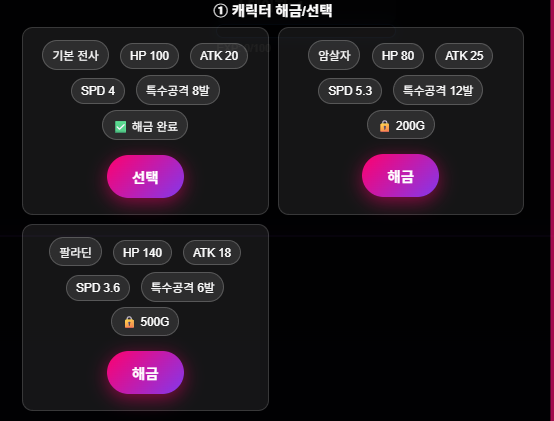 ① 캐릭터 해금/선택
기본 전사 HP 100 ATK 20
SPD 4 특수공격 8발
✅ 해금 완료
선택
암살자 HP 80 ATK 25
SPD 5.3 특수공격 12발
🔒 200G
해금
팔라딘 HP 140 ATK 18
SPD 3.6 특수공격 6발
🔒 500G
해금